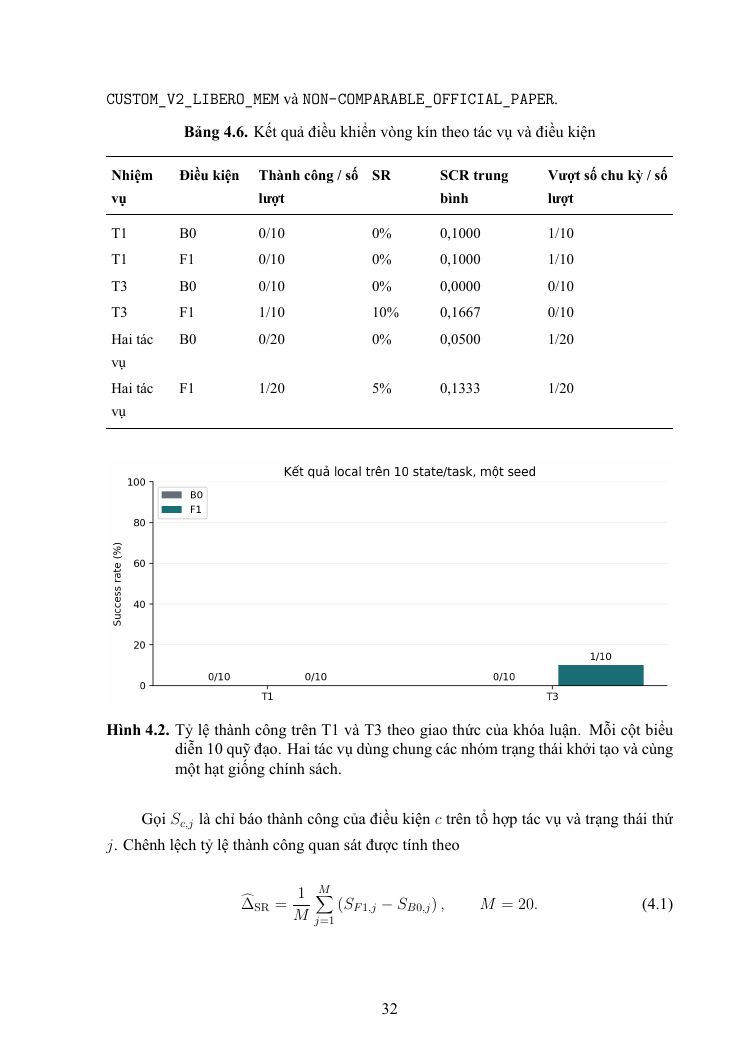 CUSTOM_V2_LIBERO_MEM và NON-COMPARABLE_OFFICIAL_PAPER.
Bảng 4.6. Kết quả điều khiển vòng kín theo tác vụ và điều kiện
Nhiệm vụ Điều kiện Thành công / số lượt SR SCR trung bình Vượt số chu kỳ / số lượt
T1 B0 0/10 0% 0,1000 1/10
T1 F1 0/10 0% 0,1000 1/10
T3 B0 0/10 0% 0,0000 0/10
T3 F1 1/10 10% 0,1667 0/10
Hai tác vụ B0 0/20 0% 0,0500 1/20
Hai tác vụ F1 1/20 5% 0,1333 1/20
Kết quả local trên 10 state/task, một seed
B0
F1
Success rate (%)
100
80
60
40
20
0
0/10 0/10 0/10 1/10
T1 T3
Hình 4.2. Tỷ lệ thành công trên T1 và T3 theo giao thức của khóa luận. Mỗi cột biểu
diễn 10 quỹ đạo. Hai tác vụ dùng chung các nhóm trạng thái khởi tạo và cùng
một hạt giống chính sách.
Gọi S_{c,j} là chỉ báo thành công của điều kiện c trên tổ hợp tác vụ và trạng thái thứ
j. Chênh lệch tỷ lệ thành công quan sát được tính theo
\widehat{\Delta}_{SR} = \frac{1}{M} \sum_{j=1}^{M} (S_{F1,j} − S_{B0,j}) , M = 20. (4.1)
32